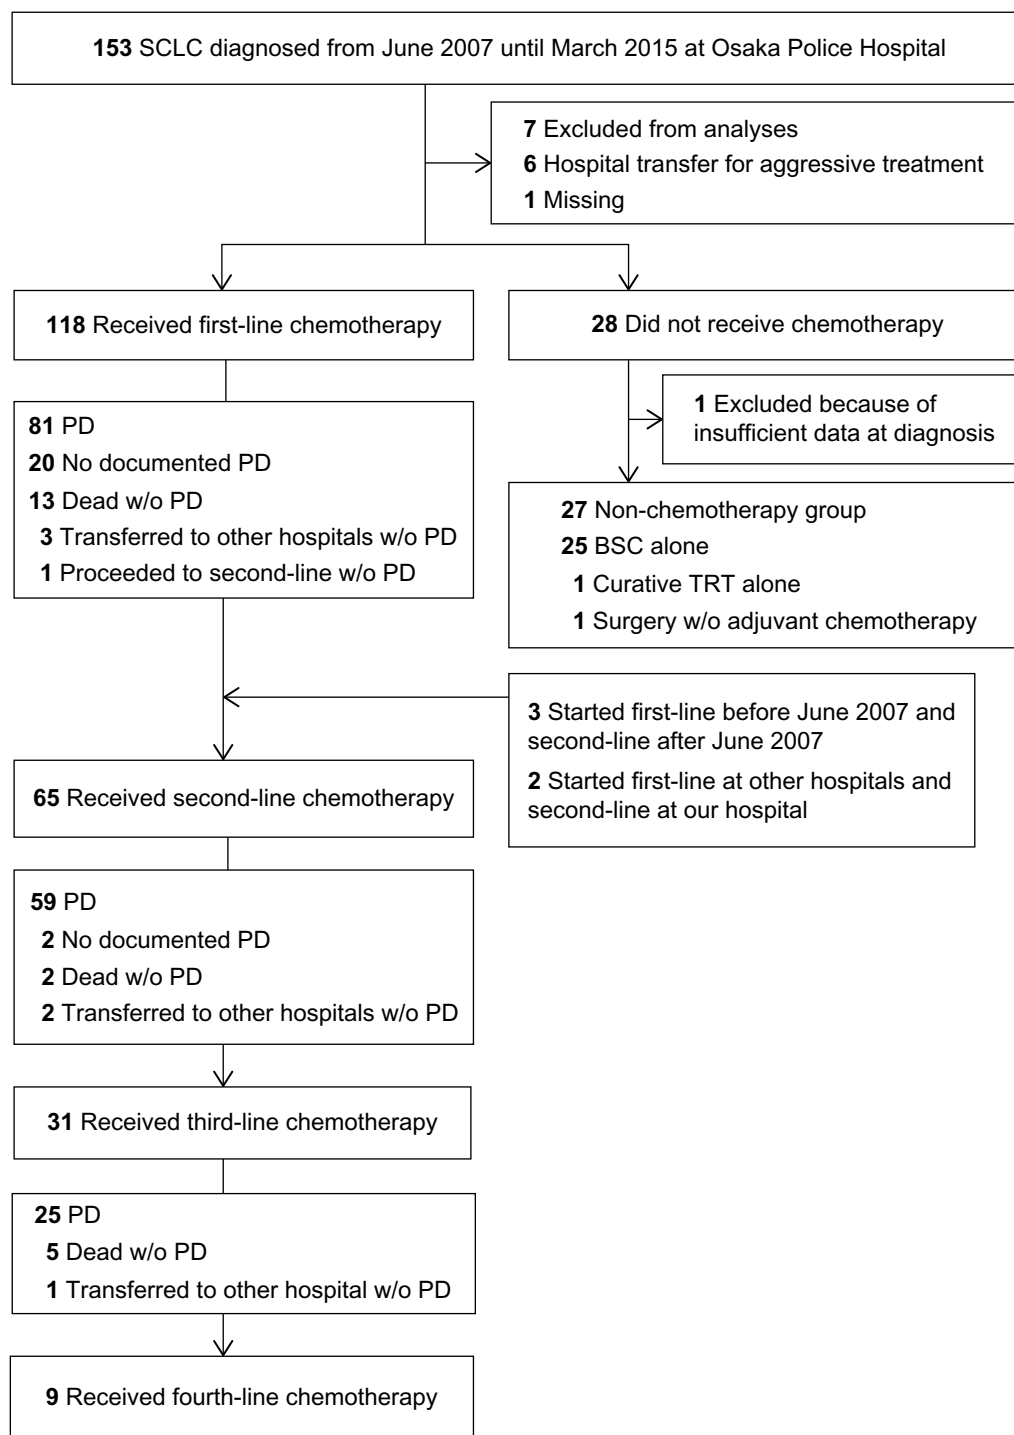 153 SCLC diagnosed from June 2007 until March 2015 at Osaka Police Hospital
7 Excluded from analyses
6 Hospital transfer for aggressive treatment
1 Missing
118 Received first-line chemotherapy
28 Did not receive chemotherapy
1 Excluded because of
insufficient data at diagnosis
81 PD
20 No documented PD
13 Dead w/o PD
3 Transferred to other hospitals w/o PD
1 Proceeded to second-line w/o PD
27 Non-chemotherapy group
25 BSC alone
1 Curative TRT alone
1 Surgery w/o adjuvant chemotherapy
3 Started first-line before June 2007 and
second-line after June 2007
2 Started first-line at other hospitals and
second-line at our hospital
65 Received second-line chemotherapy
59 PD
2 No documented PD
2 Dead w/o PD
2 Transferred to other hospitals w/o PD
31 Received third-line chemotherapy
25 PD
5 Dead w/o PD
1 Transferred to other hospital w/o PD
9 Received fourth-line chemotherapy